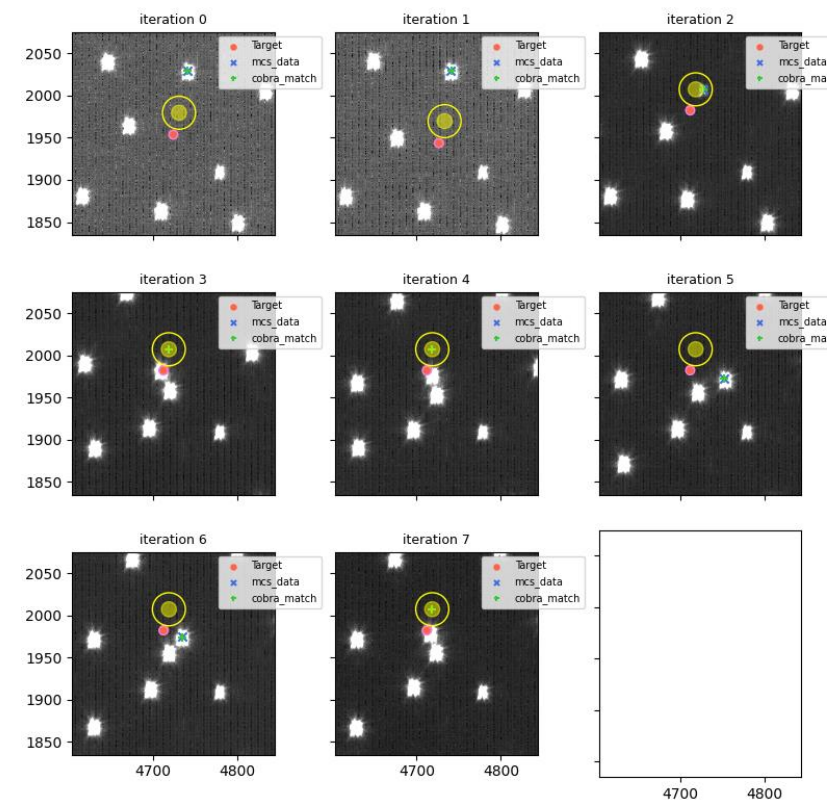 iteration 0
iteration 1
iteration 2
2050
2000
1950
1900
1850
Target
mcs_data
cobra_match
Target
mcs_data
cobra_match
Target
mcs_data
cobra_ma
iteration 3
iteration 4
iteration 5
2050
2000
1950
1900
1850
Target
mcs_data
cobra_match
Target
mcs_data
cobra_match
Target
mcs_data
cobra_ma
iteration 6
iteration 7
2050
2000
1950
1900
1850
Target
mcs_data
cobra_match
Target
mcs_data
cobra_match
4700 4800
4700 4800
4700 4800